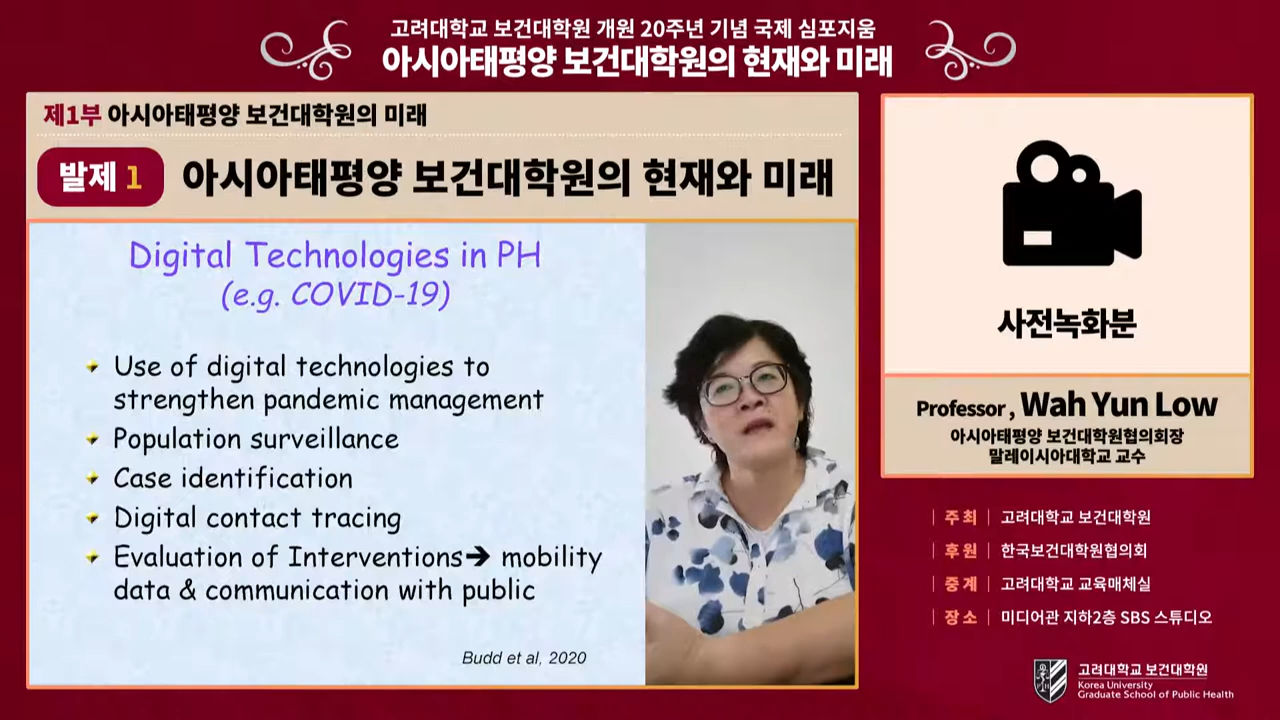 고려대학교 보건대학원 개원 20주년 기념 국제 심포지움
아시아태평양 보건대학원의 현재와 미래
제1부 아시아태평양 보건대학원의 미래
발제 1 아시아태평양 보건대학원의 현재와 미래
Digital Technologies in PH
(e.g. COVID-19)
Use of digital technologies to
strengthen pandemic management
Population surveillance
Case identification
Digital contact tracing
Evaluation of Interventions➔ mobility
data & communication with public
Budd et al, 2020
사전녹화분
Professor, Wah Yun Low
아시아태평양 보건대학원협의회장
말레이시아대학교 교수
주최 | 고려대학교 보건대학원
후원 | 한국보건대학원협의회
중계 | 고려대학교 교육매체실
장소 | 미디어관 지하2층 SBS 스튜디오
고려대학교 보건대학원
Korea University
Graduate School of Public Health